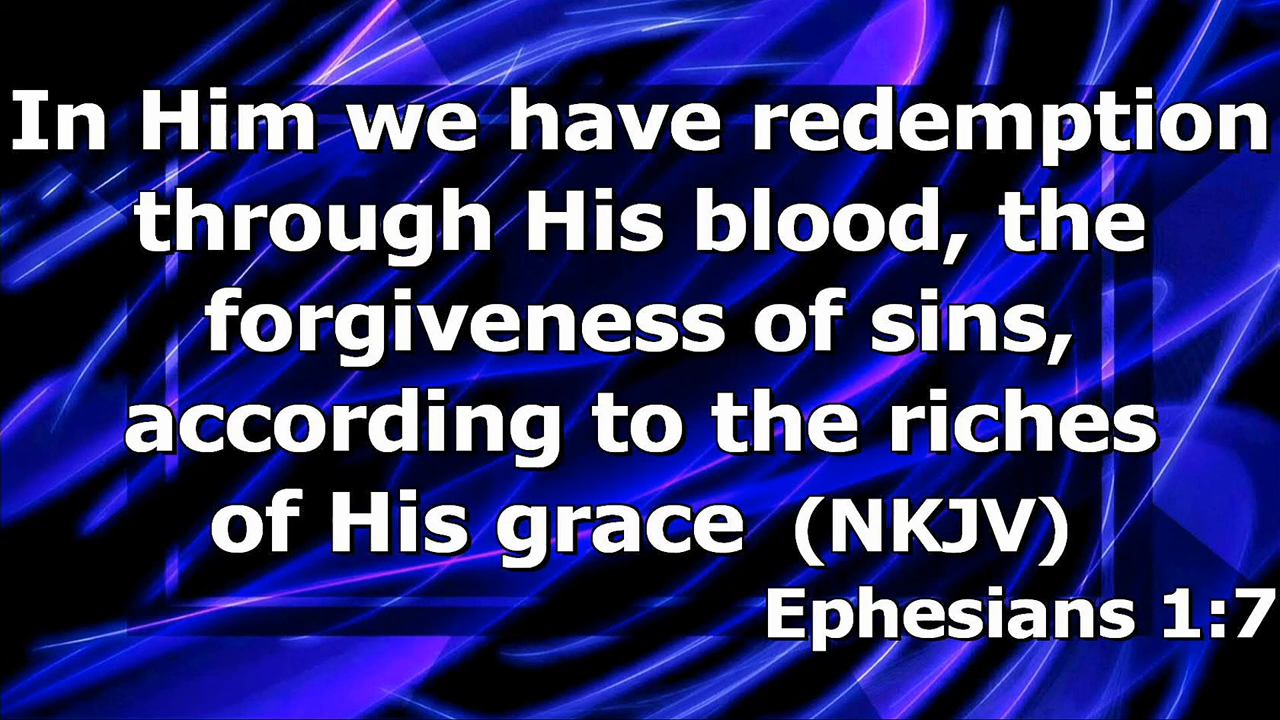 In Him we have redemption
through His blood, the
forgiveness of sins,
according to the riches
of His grace (NKJV)
Ephesians 1:7